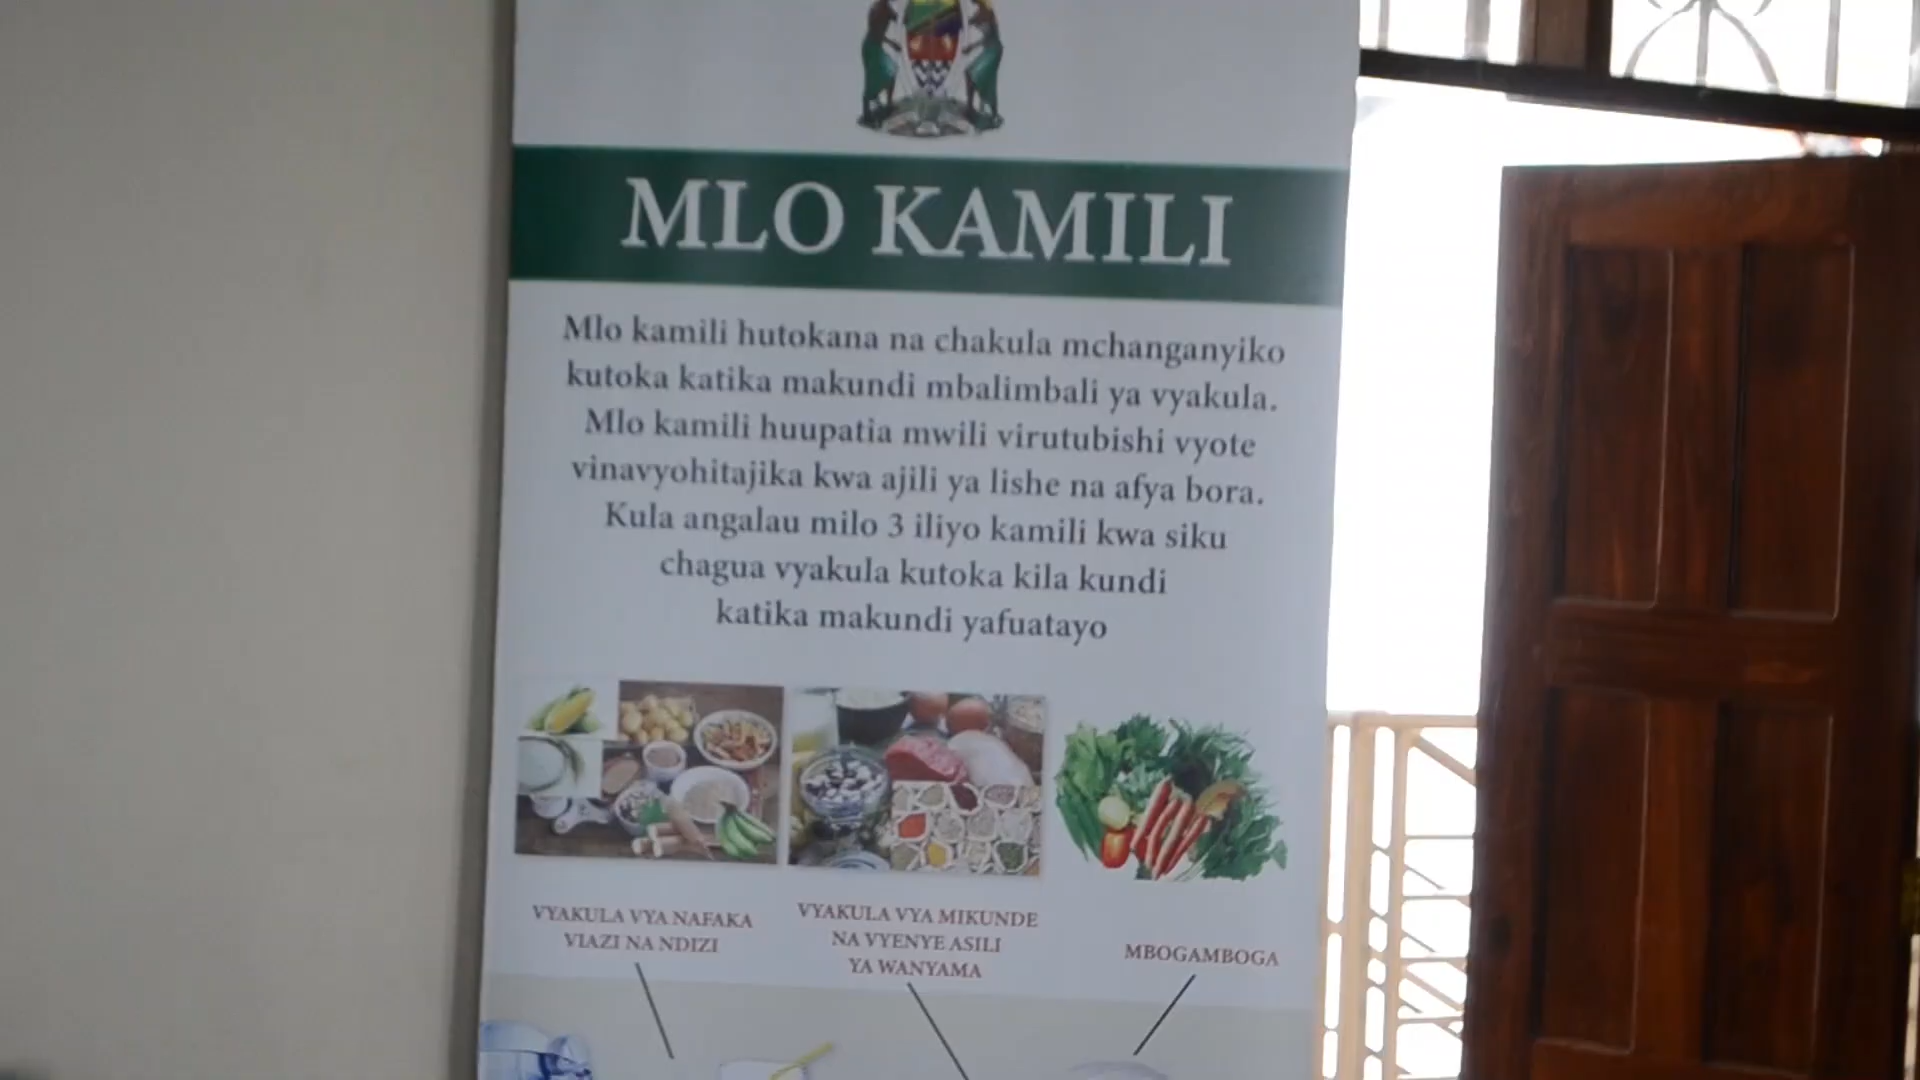 MLO KAMILI
Mlo kamili hutokana na chakula mchanganyiko
kutoka katika makundi mbalimbali ya vyakula.
Mlo kamili huupatia mwili virutubishi vyote
vinavyohitajika kwa ajili ya lishe na afya bora.
Kula angalau milo 3 iliyo kamili kwa siku
chagua vyakula kutoka kila kundi
katika makundi yafuatayo
VYAKULA VYA NAFAKA
VIAZI NA NDIZI
VYAKULA VYA MIKUNDE
NA VYENYE ASILI
YA WANYAMA
MBOGAMBOGA